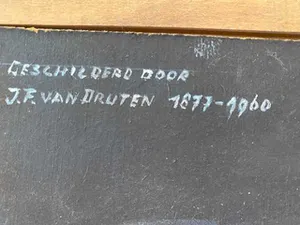 GESCHILDERD DOOR
J.F. VAN DRUTEN 1877-1960